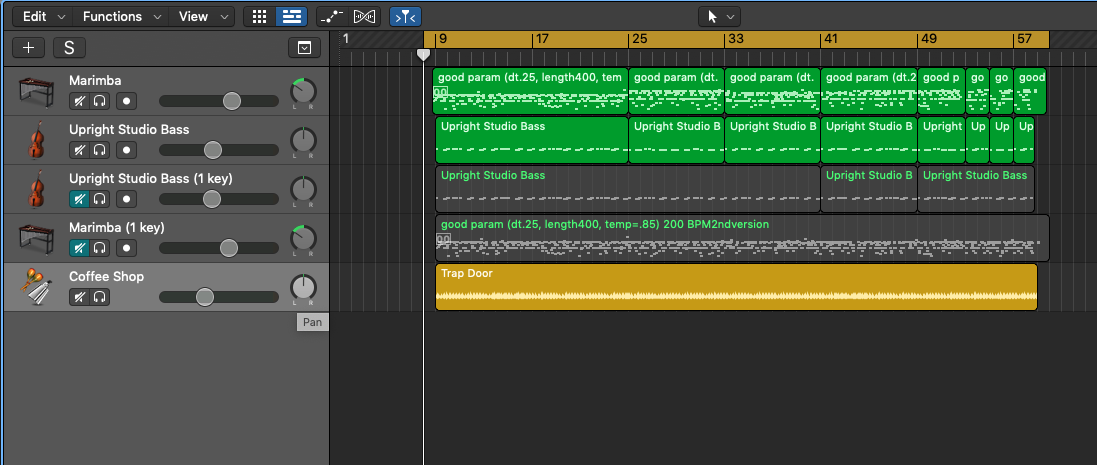 Edit Functions View
S 1 9 17 25 33 41 49 57
Marimba
L R
good param (dt.25, length400, tem good param (dt. good param (dt. good param (dt.2 good p go go good
Upright Studio Bass
L R
Upright Studio Bass Upright Studio B Upright Studio B Upright Studio B Upright Up Up Up
Upright Studio Bass (1 key)
L R
Upright Studio Bass Upright Studio B Upright Studio Bass
Marimba (1 key)
L R
good param (dt.25, length400, temp=.85) 200 BPM2ndversion
Coffee Shop
L R
Trap Door
Pan